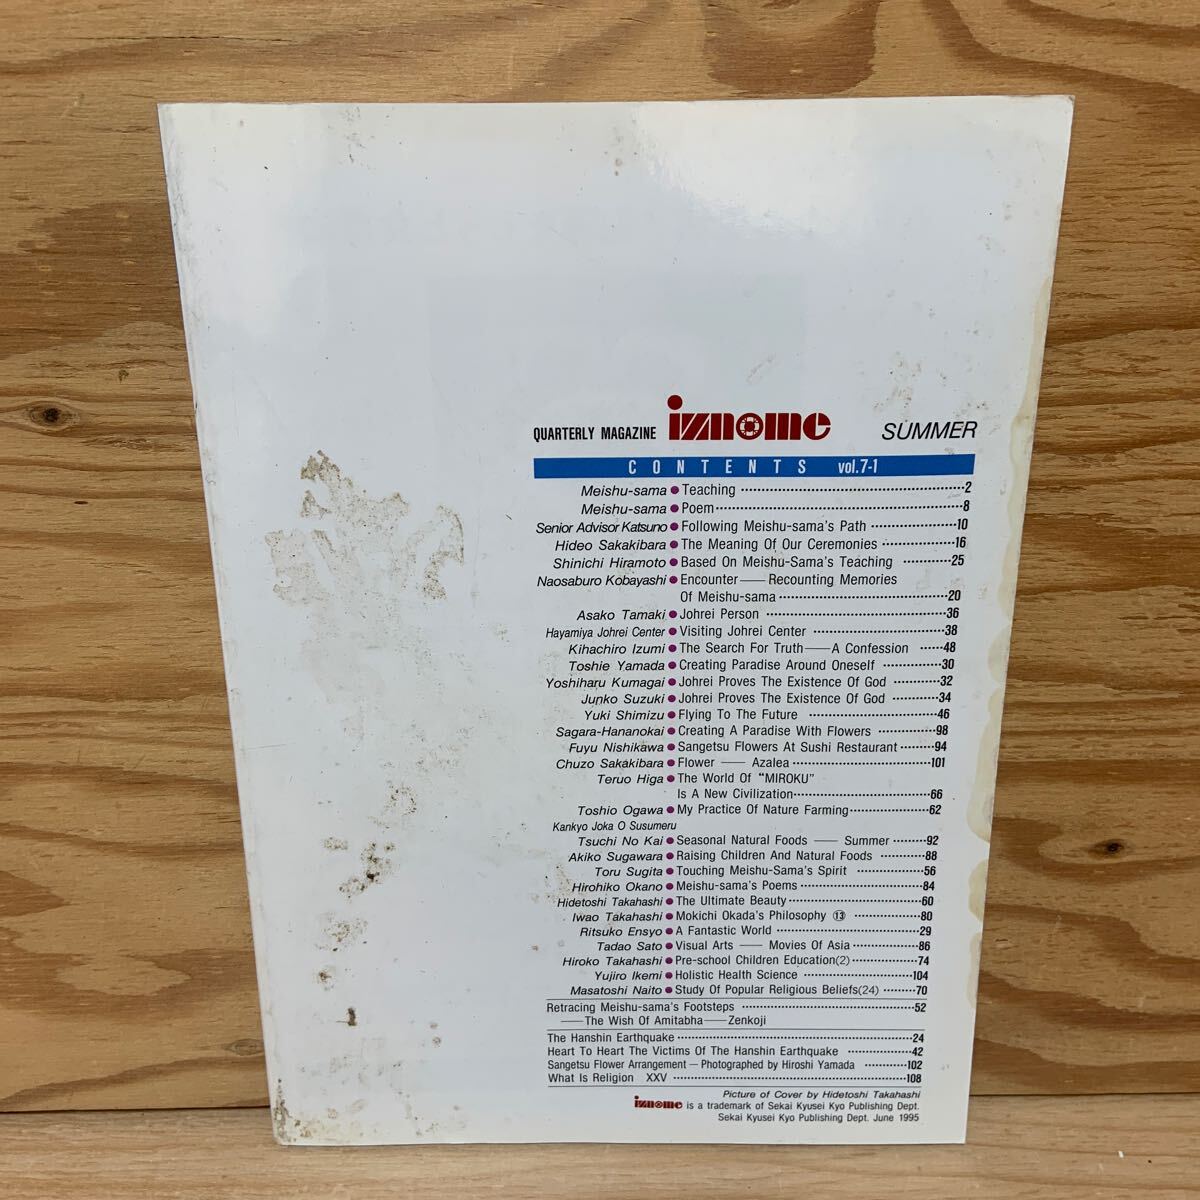 QUARTERLY MAGAZINE iznome SUMMER
CONTENTS vol.7-1
Meishu-sama ● Teaching ………… 2
Meishu-sama ● Poem ………… 8
Senior Advisor Katsuno ● Following Meishu-sama's Path ………… 10
Hideo Sakakibara ● The Meaning Of Our Ceremonies ………… 16
Shinichi Hiramoto ● Based On Meishu-Sama's Teaching ………… 25
Naosaburo Kobayashi ● Encounter —— Recounting Memories
Of Meishu-sama ………… 20
Asako Tamaki ● Johrei Person ………… 36
Hayamiya Johrei Center ● Visiting Johrei Center ………… 38
Kihachiro Izumi ● The Search For Truth —— A Confession ………… 48
Toshie Yamada ● Creating Paradise Around Oneself ………… 30
Yoshiharu Kumagai ● Johrei Proves The Existence Of God ………… 32
Junko Suzuki ● Johrei Proves The Existence Of God ………… 34
Yuki Shimizu ● Flying To The Future ………… 46
Sagara-Hananokai ● Creating A Paradise With Flowers ………… 98
Fuyu Nishikawa ● Sangetsu Flowers At Sushi Restaurant ………… 94
Chuzo Sakakibara ● Flower —— Azalea ………… 101
Teruo Higa ● The World Of "MIROKU"
Is A New Civilization ………… 66
Toshio Ogawa ● My Practice Of Nature Farming ………… 62
Kankyo Joka O Susumeru
Tsuchi No Kai ● Seasonal Natural Foods —— Summer ………… 92
Akiko Sugawara ● Raising Children And Natural Foods ………… 88
Toru Sugita ● Touching Meishu-Sama's Spirit ………… 56
Hirohiko Okano ● Meishu-sama's Poems ………… 84
Hidetoshi Takahashi ● The Ultimate Beauty ………… 60
Iwao Takahashi ● Mokichi Okada's Philosophy ⑬ ………… 80
Ritsuko Ensyo ● A Fantastic World ………… 29
Tadao Sato ● Visual Arts —— Movies Of Asia ………… 86
Hiroko Takahashi ● Pre-school Children Education(2) ………… 74
Yujiro Ikemi ● Holistic Health Science ………… 104
Masatoshi Naito ● Study Of Popular Religious Beliefs(24) ………… 70
Retracing Meishu-sama's Footsteps ………… 52
——The Wish Of Amitabha——Zenkoji
The Hanshin Earthquake ………… 24
Heart To Heart The Victims Of The Hanshin Earthquake ………… 42
Sangetsu Flower Arrangement — Photographed by Hiroshi Yamada ………… 102
What Is Religion XXV ………… 108
Picture of Cover by Hidetoshi Takahashi
iznome is a trademark of Sekai Kyusei Kyo Publishing Dept.
Sekai Kyusei Kyo Publishing Dept. June 1995